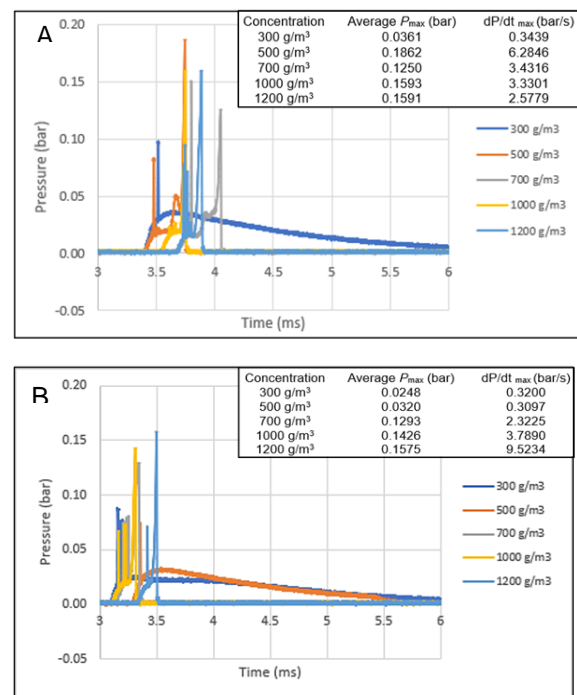 A
Concentration Average Pmax (bar) dP/dt max (bar/s)
300 g/m³ 0.0361 0.3439
500 g/m³ 0.1862 6.2846
700 g/m³ 0.1250 3.4316
1000 g/m³ 0.1593 3.3301
1200 g/m³ 0.1591 2.5779
0.20
0.15
0.10
0.05
0.00
-0.05
Pressure (bar)
3 3.5 4 4.5 5 5.5 6
Time (ms)
300 g/m3
500 g/m3
700 g/m3
1000 g/m3
1200 g/m3
B
Concentration Average Pmax (bar) dP/dt max (bar/s)
300 g/m³ 0.0248 0.3200
500 g/m³ 0.0320 0.3097
700 g/m³ 0.1293 2.3225
1000 g/m³ 0.1426 3.7890
1200 g/m³ 0.1575 9.5234
0.20
0.15
0.10
0.05
0.00
-0.05
Pressure (bar)
3 3.5 4 4.5 5 5.5 6
Time (ms)
300 g/m3
500 g/m3
700 g/m3
1000 g/m3
1200 g/m3